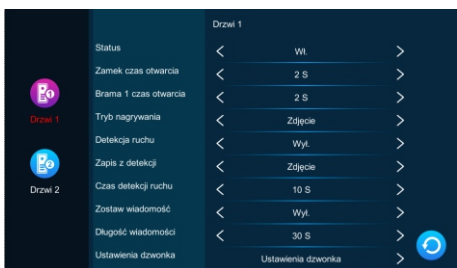 Drzwi 1
Status Wł.
Zamek czas otwarcia 2 S
Brama 1 czas otwarcia 2 S
Tryb nagrywania Zdjęcie
Detekcja ruchu Wył.
Zapis z detekcji Zdjęcie
Czas detekcji ruchu 10 S
Zostaw wiadomość Wył.
Długość wiadomości 30 S
Ustawienia dzwonka Ustawienia dzwonka
1
Drzwi 1
2
Drzwi 2